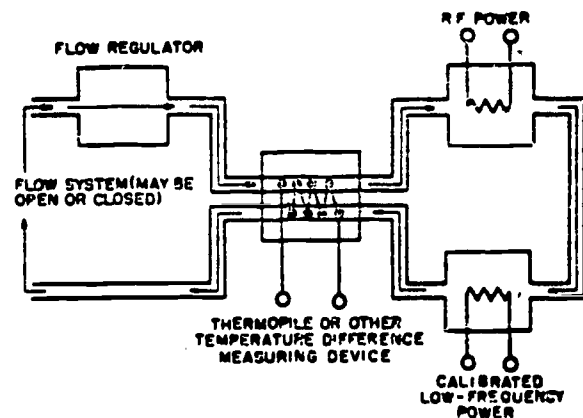 RF POWER
FLOW REGULATOR
FLOW SYSTEM (MAY BE
OPEN OR CLOSED)
THERMOPILE OR OTHER
TEMPERATURE DIFFERENCE
MEASURING DEVICE
CALIBRATED
LOW-FREQUENCY
POWER